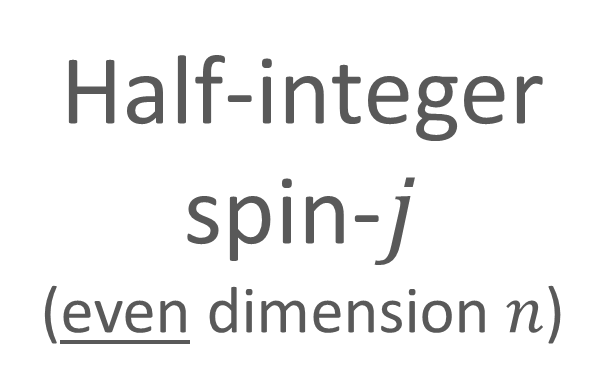 Half-integer
spin-j
(even dimension n)